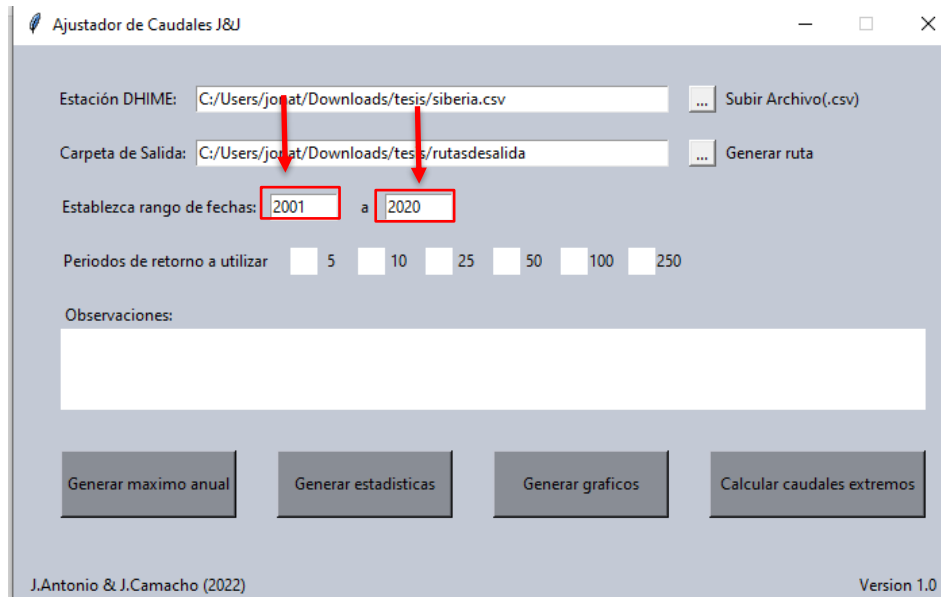 Ajustador de Caudales J&J
Estación DHIME: C:/Users/jonat/Downloads/tesis/siberia.csv ... Subir Archivo(.csv)
Carpeta de Salida: C:/Users/jonat/Downloads/tesis/rutasdesalida ... Generar ruta
Establezca rango de fechas: 2001 a 2020
Periodos de retorno a utilizar 5 10 25 50 100 250
Observaciones:
Generar maximo anual Generar estadisticas Generar graficos Calcular caudales extremos
J.Antonio & J.Camacho (2022) Version 1.0